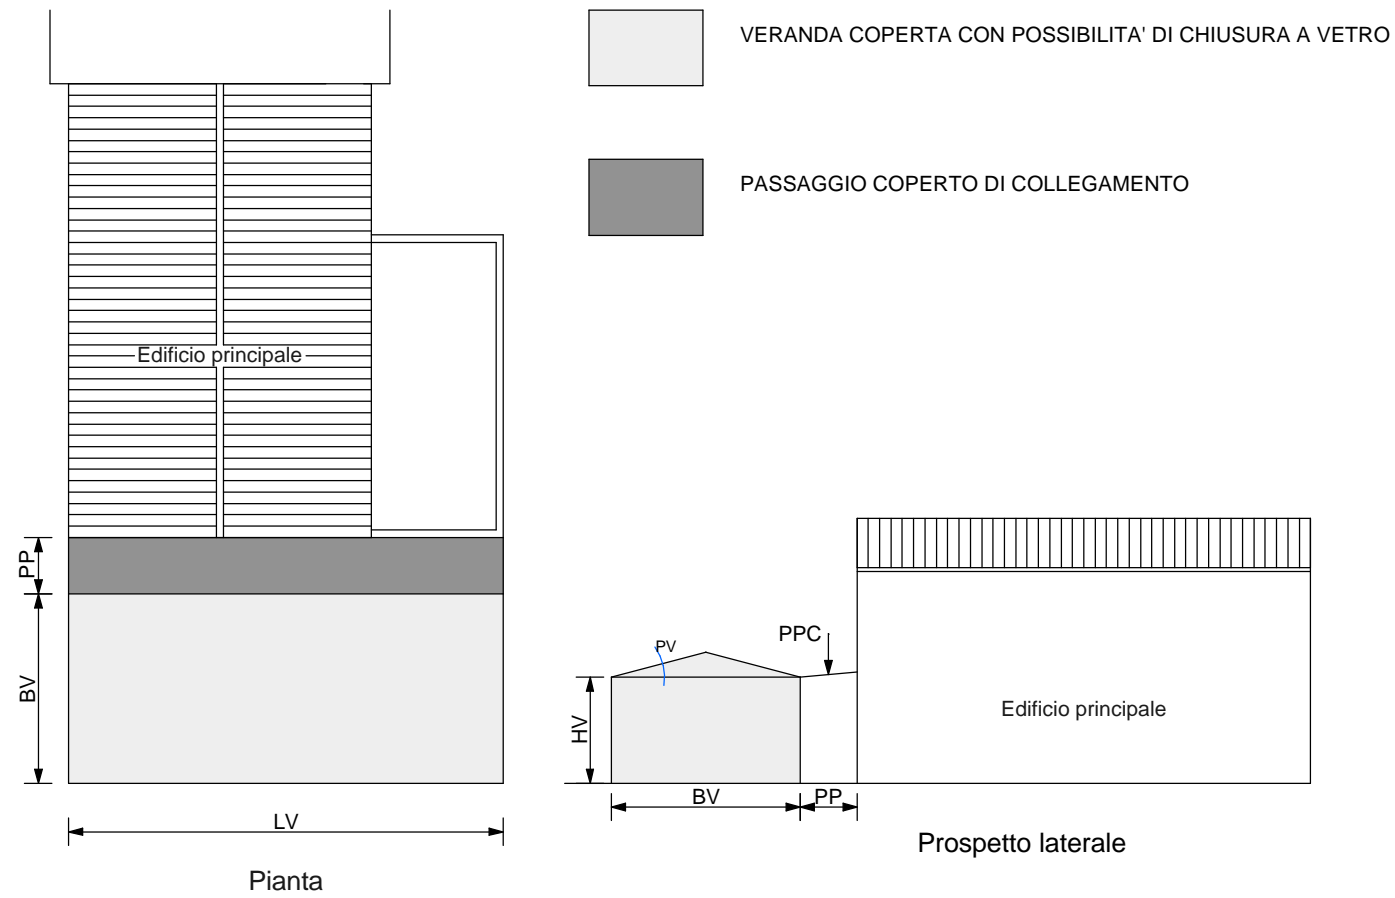 VERANDA COPERTA CON POSSIBILITA' DI CHIUSURA A VETRO
PASSAGGIO COPERTO DI COLLEGAMENTO
Edificio principale
PP
BV
LV
Pianta
PV
PPC
HV
BV
PP
Edificio principale
Prospetto laterale